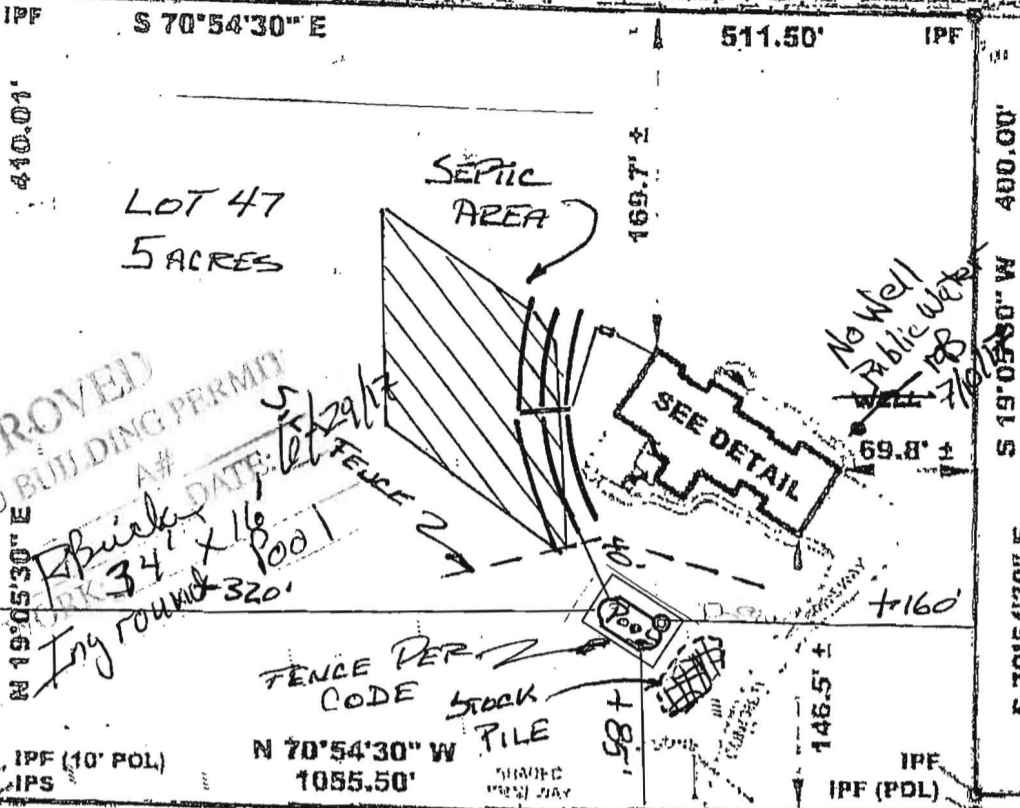 IPF
S 70°54'30" E
511.50'
IPF
410.01'
400.00'
169.7' ±
SEPTIC
AREA
LOT 47
5 ACRES
No Well
Public Water
WELL
S 19°05'30" W
SEE DETAIL
69.8' ±
ROVED
BUILDING PERMIT
A#
DATE:
FENCE
34' x 16'
Inground Pool
320'
N 19°05'30" E
40'
POOL
+160'
FENCE PER
CODE
STOCK
PILE
+85'
146.5' ±
IPF (10' POL)
IPS
N 70°54'30" W
1055.50'
IPF
IPF (POL)